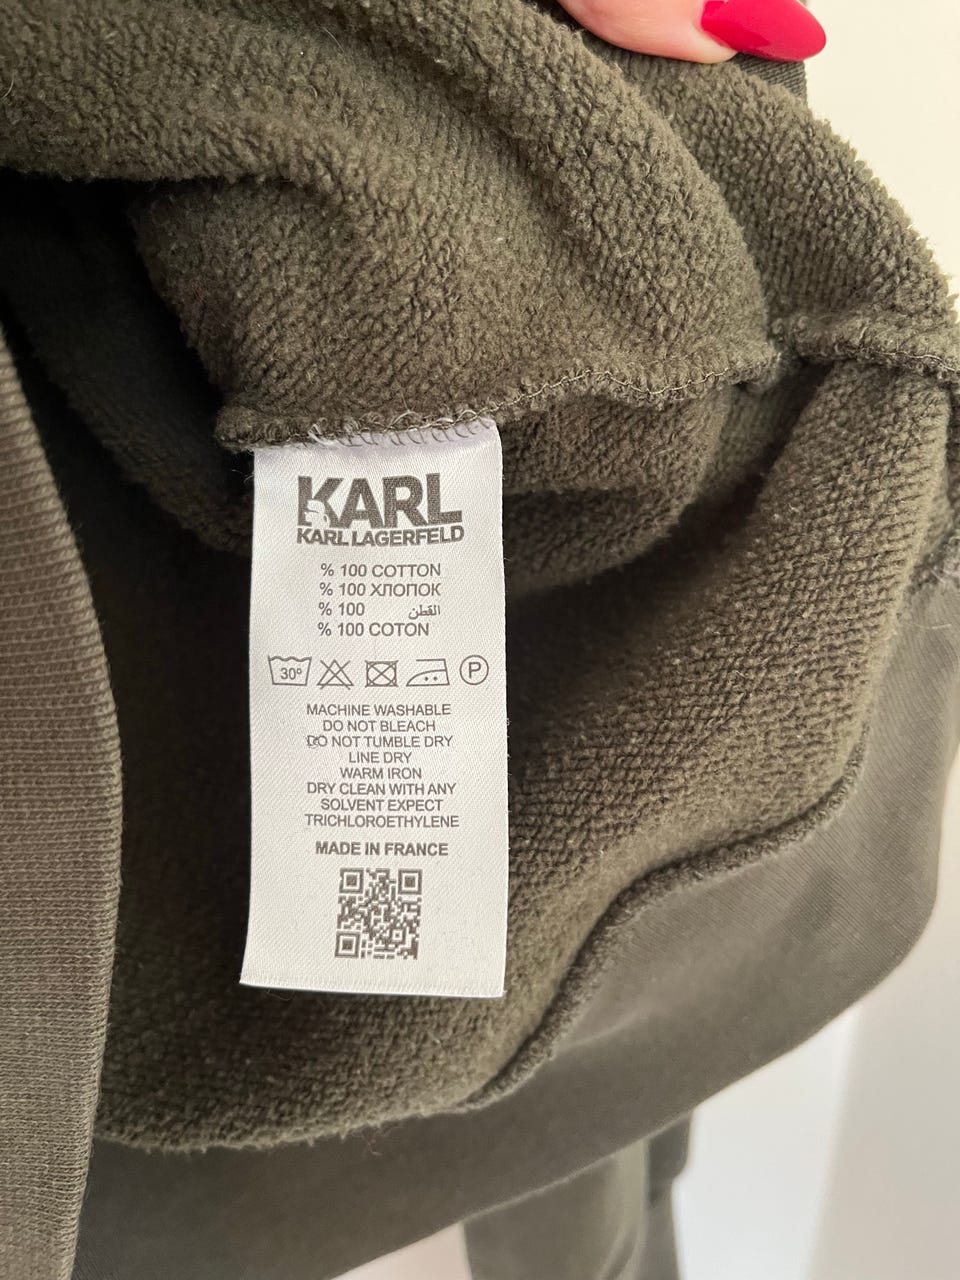 KARL
KARL LAGERFELD
% 100 COTTON
% 100 ХЛОПОК
% 100 القطن
% 100 COTON
30°
P
MACHINE WASHABLE
DO NOT BLEACH
DO NOT TUMBLE DRY
LINE DRY
WARM IRON
DRY CLEAN WITH ANY
SOLVENT EXPECT
TRICHLOROETHYLENE
MADE IN FRANCE